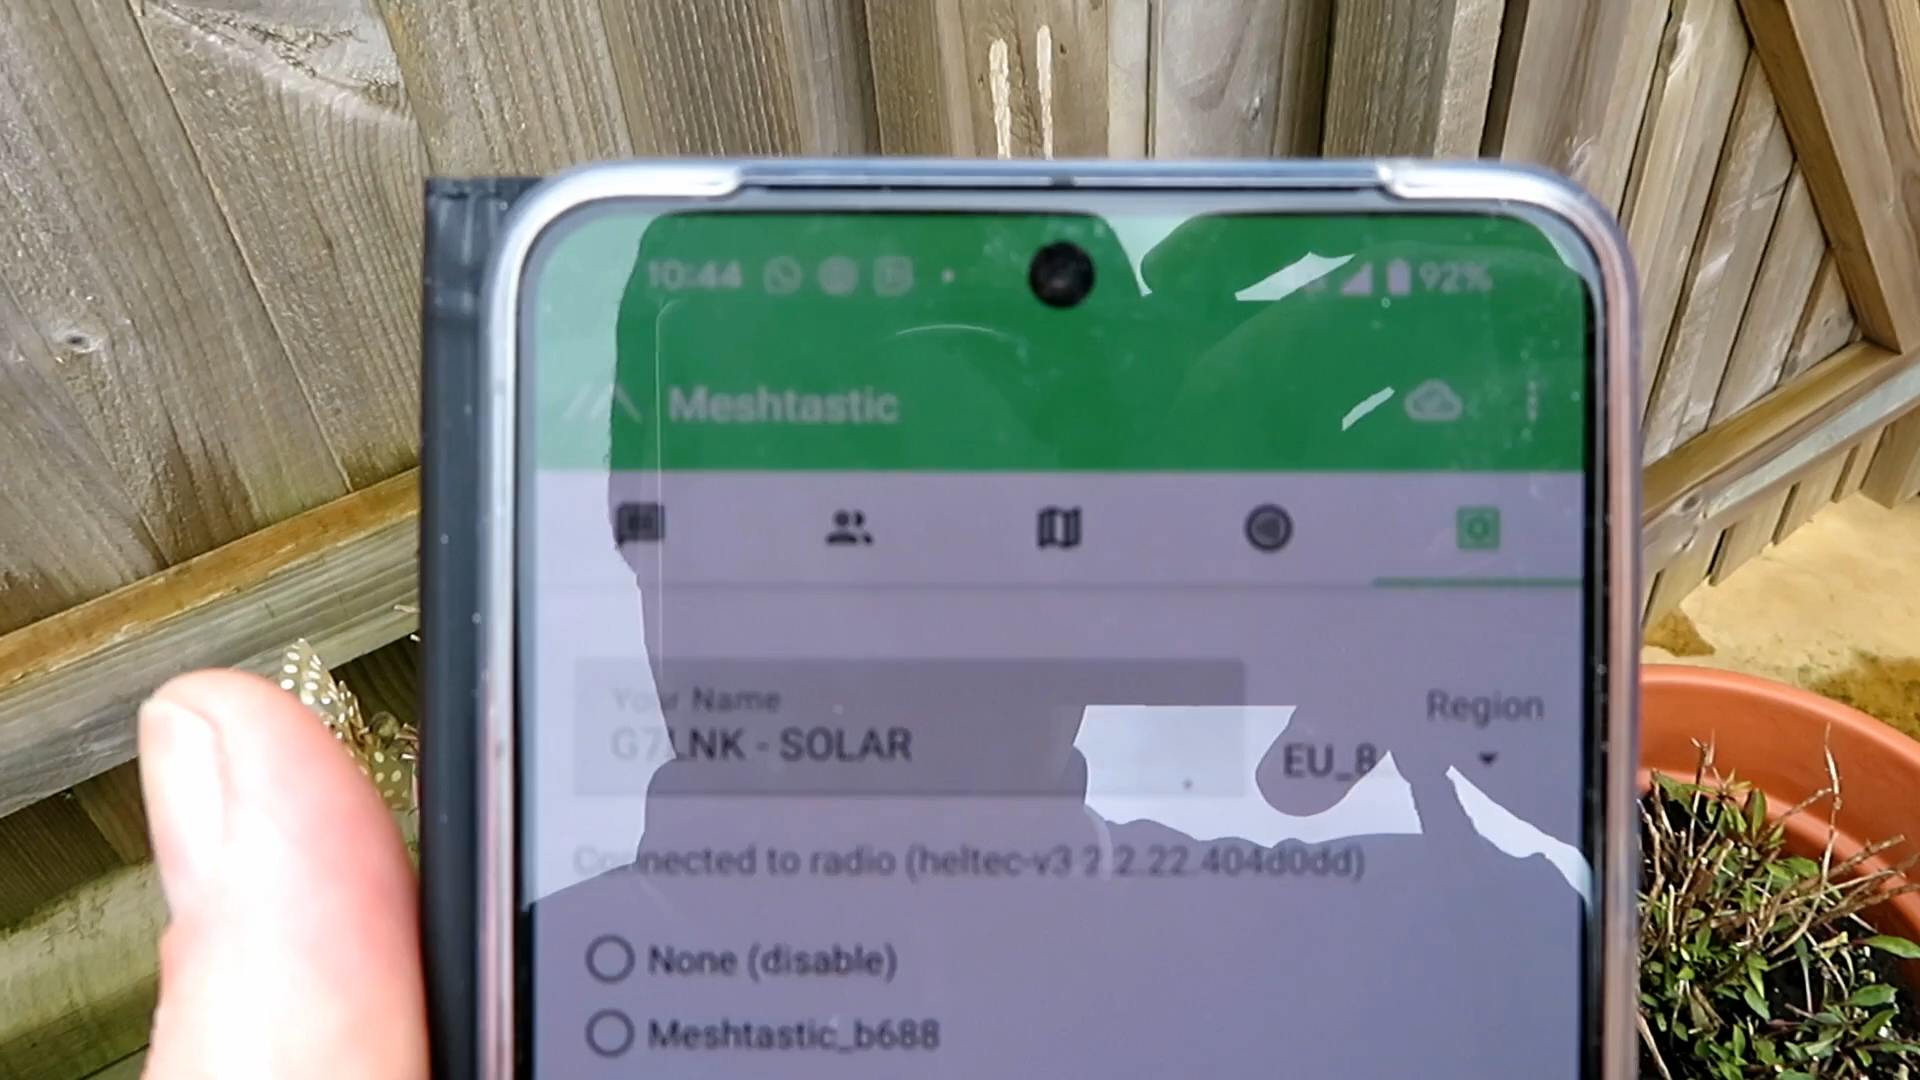 10:44 92%
Meshtastic
Your Name
G7LNK - SOLAR
Region
EU_8
Connected to radio (heltec-v3 2.2.22.404d0dd)
None (disable)
Meshtastic_b688